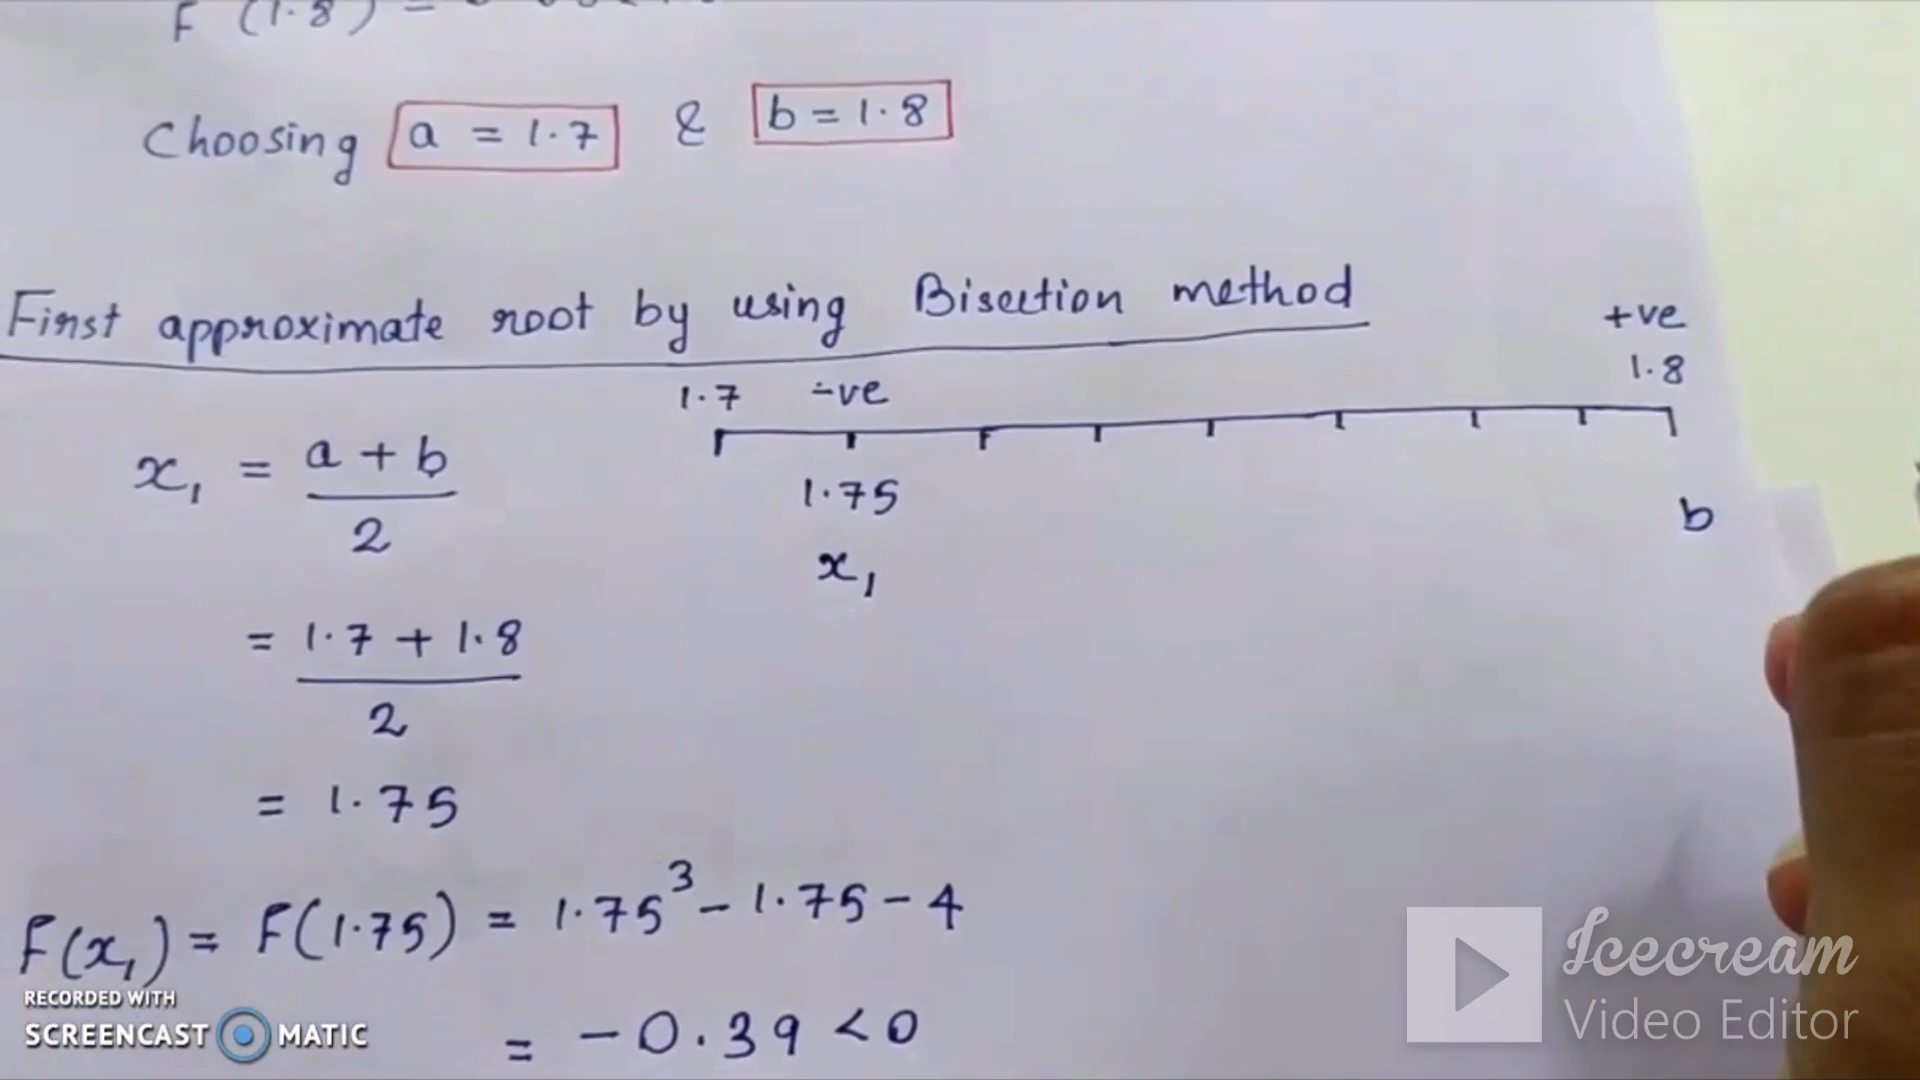 F (1.8) =
Choosing a = 1.7 & b = 1.8
First approximate root by using Bisection method
+ve
1.7 -ve 1.8
x₁ = a + b / 2
1.75 b
x₁
= 1.7 + 1.8 / 2
= 1.75
F(x₁) = F(1.75) = 1.75³ - 1.75 - 4
= -0.39 < 0
RECORDED WITH
SCREENCAST MATIC
Icecream
Video Editor